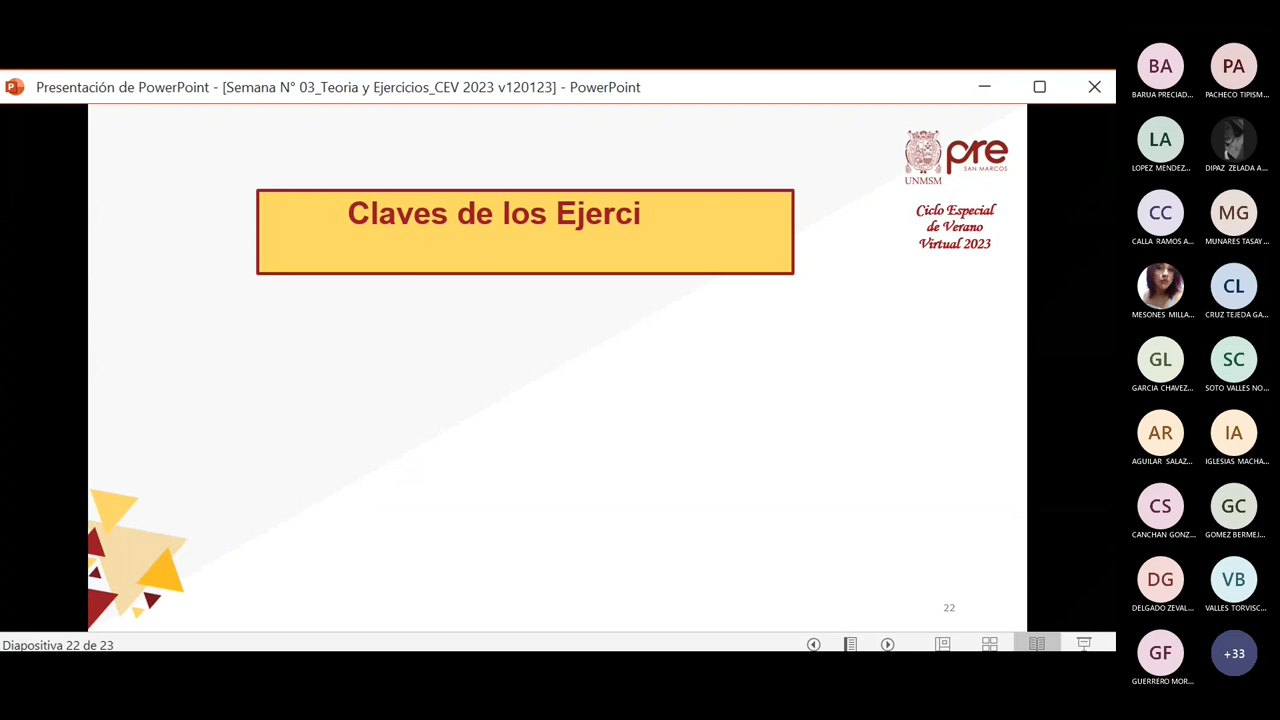 Presentación de PowerPoint - [Semana N° 03_Teoria y Ejercicios_CEV 2023 v120123] - PowerPoint
Claves de los Ejerci
UNMSM
pre
SAN MARCOS
Ciclo Especial
de Verano
Virtual 2023
22
Diapositiva 22 de 23
BA
BARUA PRECIAD...
PA
PACHECO TIPISM...
LA
LOPEZ MENDEZ...
DIPAZ ZELADA A...
CC
CALLA RAMOS A...
MG
MUNARES TASAY...
MESONES MILLA...
CL
CRUZ TEJEDA GA...
GL
GARCIA CHAVEZ...
SC
SOTO VALLES NO...
AR
AGUILAR SALAZ...
IA
IGLESIAS MACHA...
CS
CANCHAN GONZ...
GC
GOMEZ BERMEJ...
DG
DELGADO ZEVAL...
VB
VALLES TORVISC...
GF
GUERRERO MOR...
+33